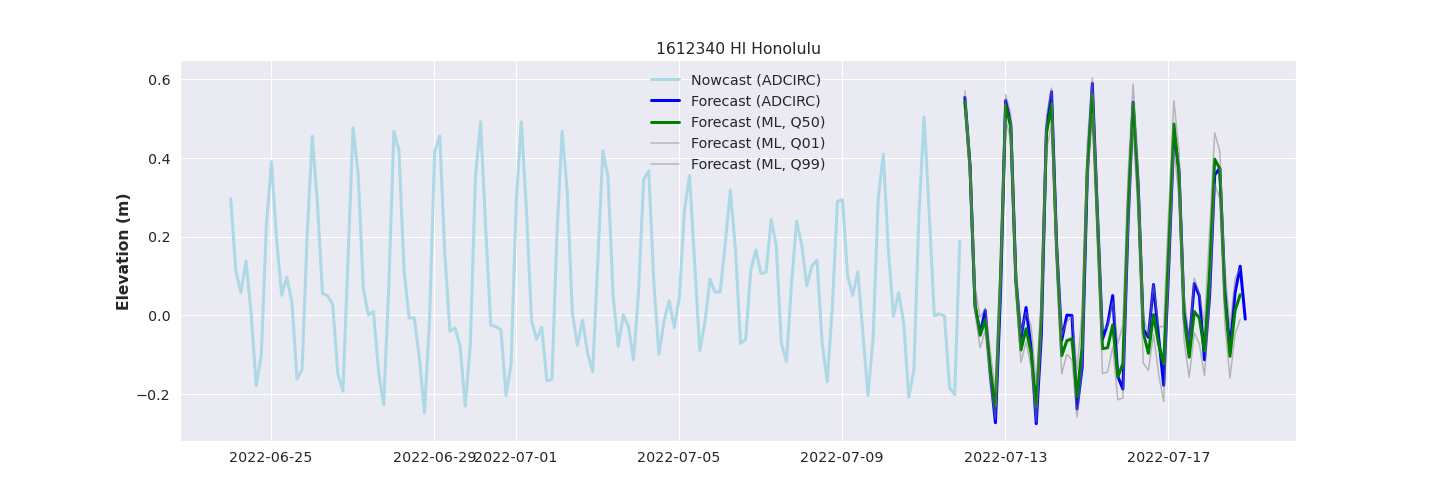 1612340 HI Honolulu
Nowcast (ADCIRC)
Forecast (ADCIRC)
Forecast (ML, Q50)
Forecast (ML, Q01)
Forecast (ML, Q99)
Elevation (m)
0.6
0.4
0.2
0.0
−0.2
2022-06-25
2022-06-29
2022-07-01
2022-07-05
2022-07-09
2022-07-13
2022-07-17